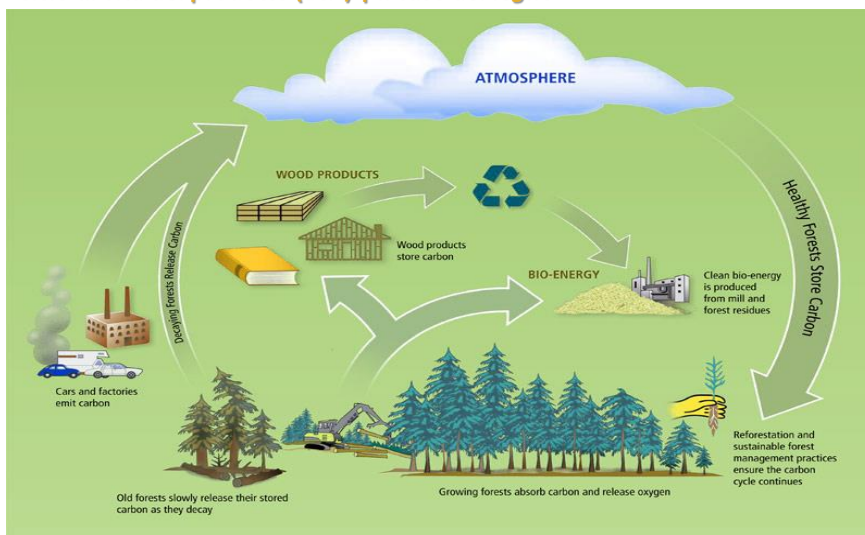 ATMOSPHERE
WOOD PRODUCTS
Wood products
store carbon
BIO-ENERGY
Clean bio-energy
is produced
from mill and
forest residues
Healthy Forests Store Carbon
Decaying Forests Release Carbon
Cars and factories
emit carbon
Old forests slowly release their stored
carbon as they decay
Growing forests absorb carbon and release oxygen
Reforestation and
sustainable forest
management practices
ensure the carbon
cycle continues